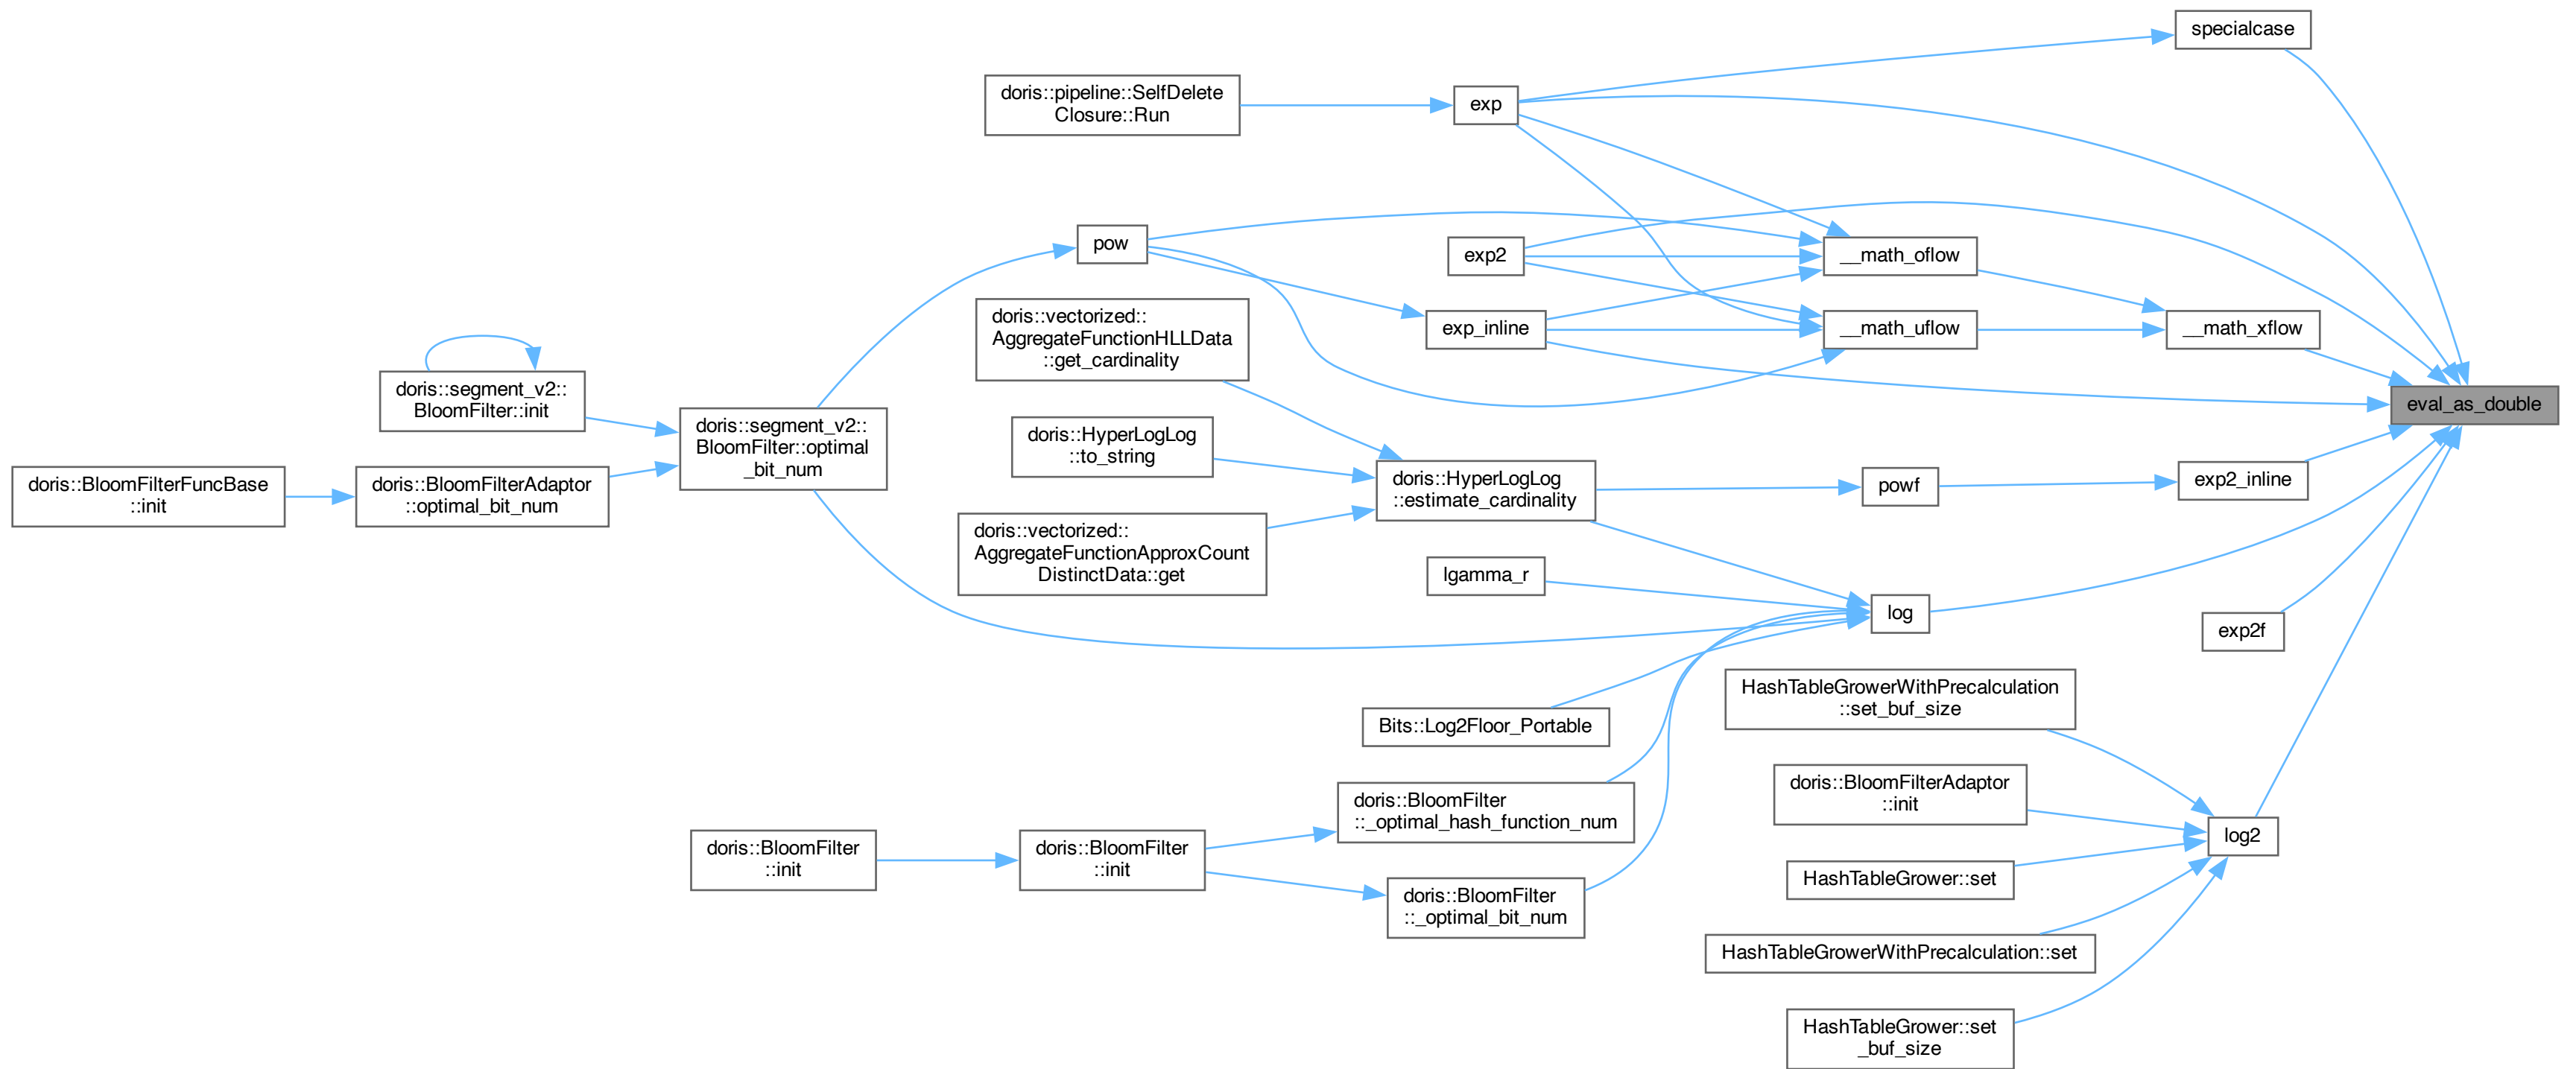 specialcase
doris::pipeline::SelfDelete
Closure::Run
exp
pow
exp2
__math_oflow
doris::vectorized::
AggregateFunctionHLLData
::get_cardinality
exp_inline
__math_uflow
__math_xflow
doris::segment_v2::
BloomFilter::init
eval_as_double
doris::segment_v2::
BloomFilter::optimal
_bit_num
doris::HyperLogLog
::to_string
doris::BloomFilterFuncBase
::init
doris::BloomFilterAdaptor
::optimal_bit_num
doris::HyperLogLog
::estimate_cardinality
powf
exp2_inline
doris::vectorized::
AggregateFunctionApproxCount
DistinctData::get
lgamma_r
log
exp2f
HashTableGrowerWithPrecalculation
::set_buf_size
Bits::Log2Floor_Portable
doris::BloomFilterAdaptor
::init
doris::BloomFilter
::_optimal_hash_function_num
log2
doris::BloomFilter
::init
doris::BloomFilter
::init
HashTableGrower::set
doris::BloomFilter
::_optimal_bit_num
HashTableGrowerWithPrecalculation::set
HashTableGrower::set
_buf_size